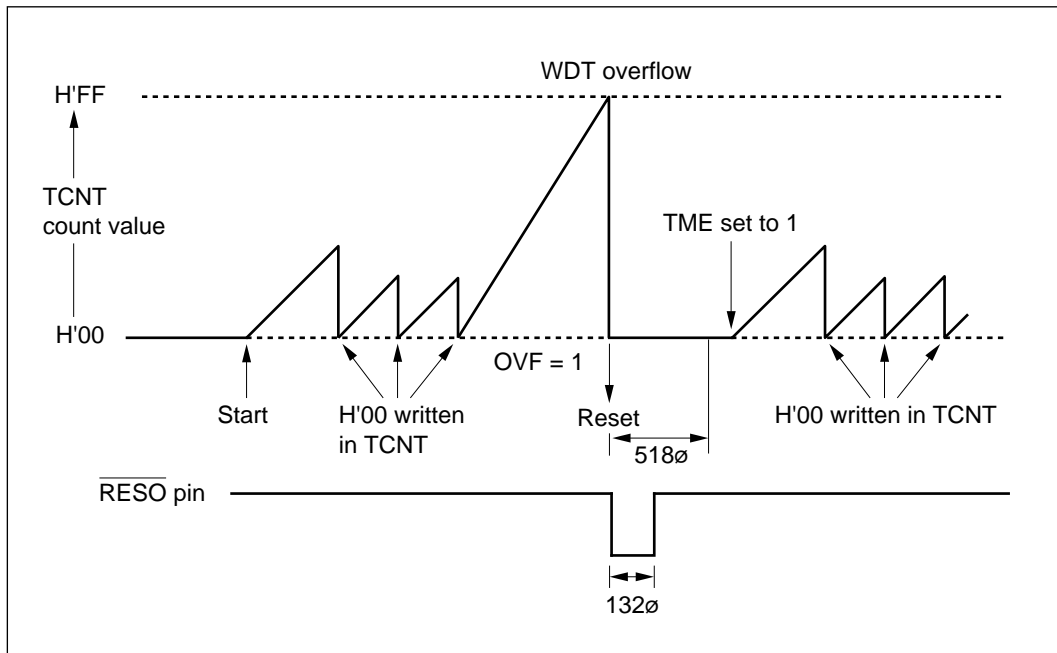 WDT overflow
H'FF
TCNT
count value
TME set to 1
H'00
OVF = 1
Start
H'00 written
in TCNT
Reset
H'00 written in TCNT
518ø
RESO pin
132ø